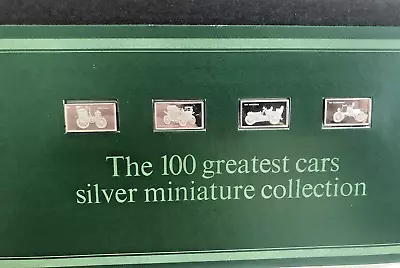 The 100 greatest cars
silver miniature collection